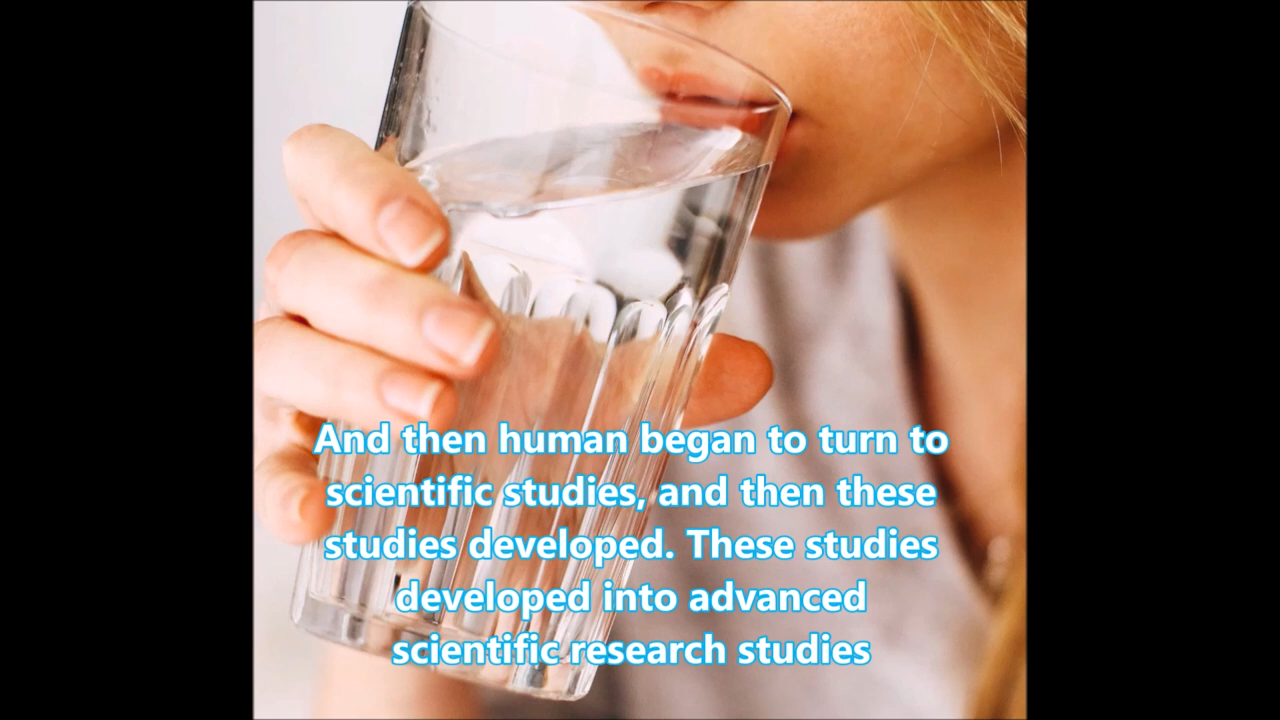 And then human began to turn to
scientific studies, and then these
studies developed. These studies
developed into advanced
scientific research studies